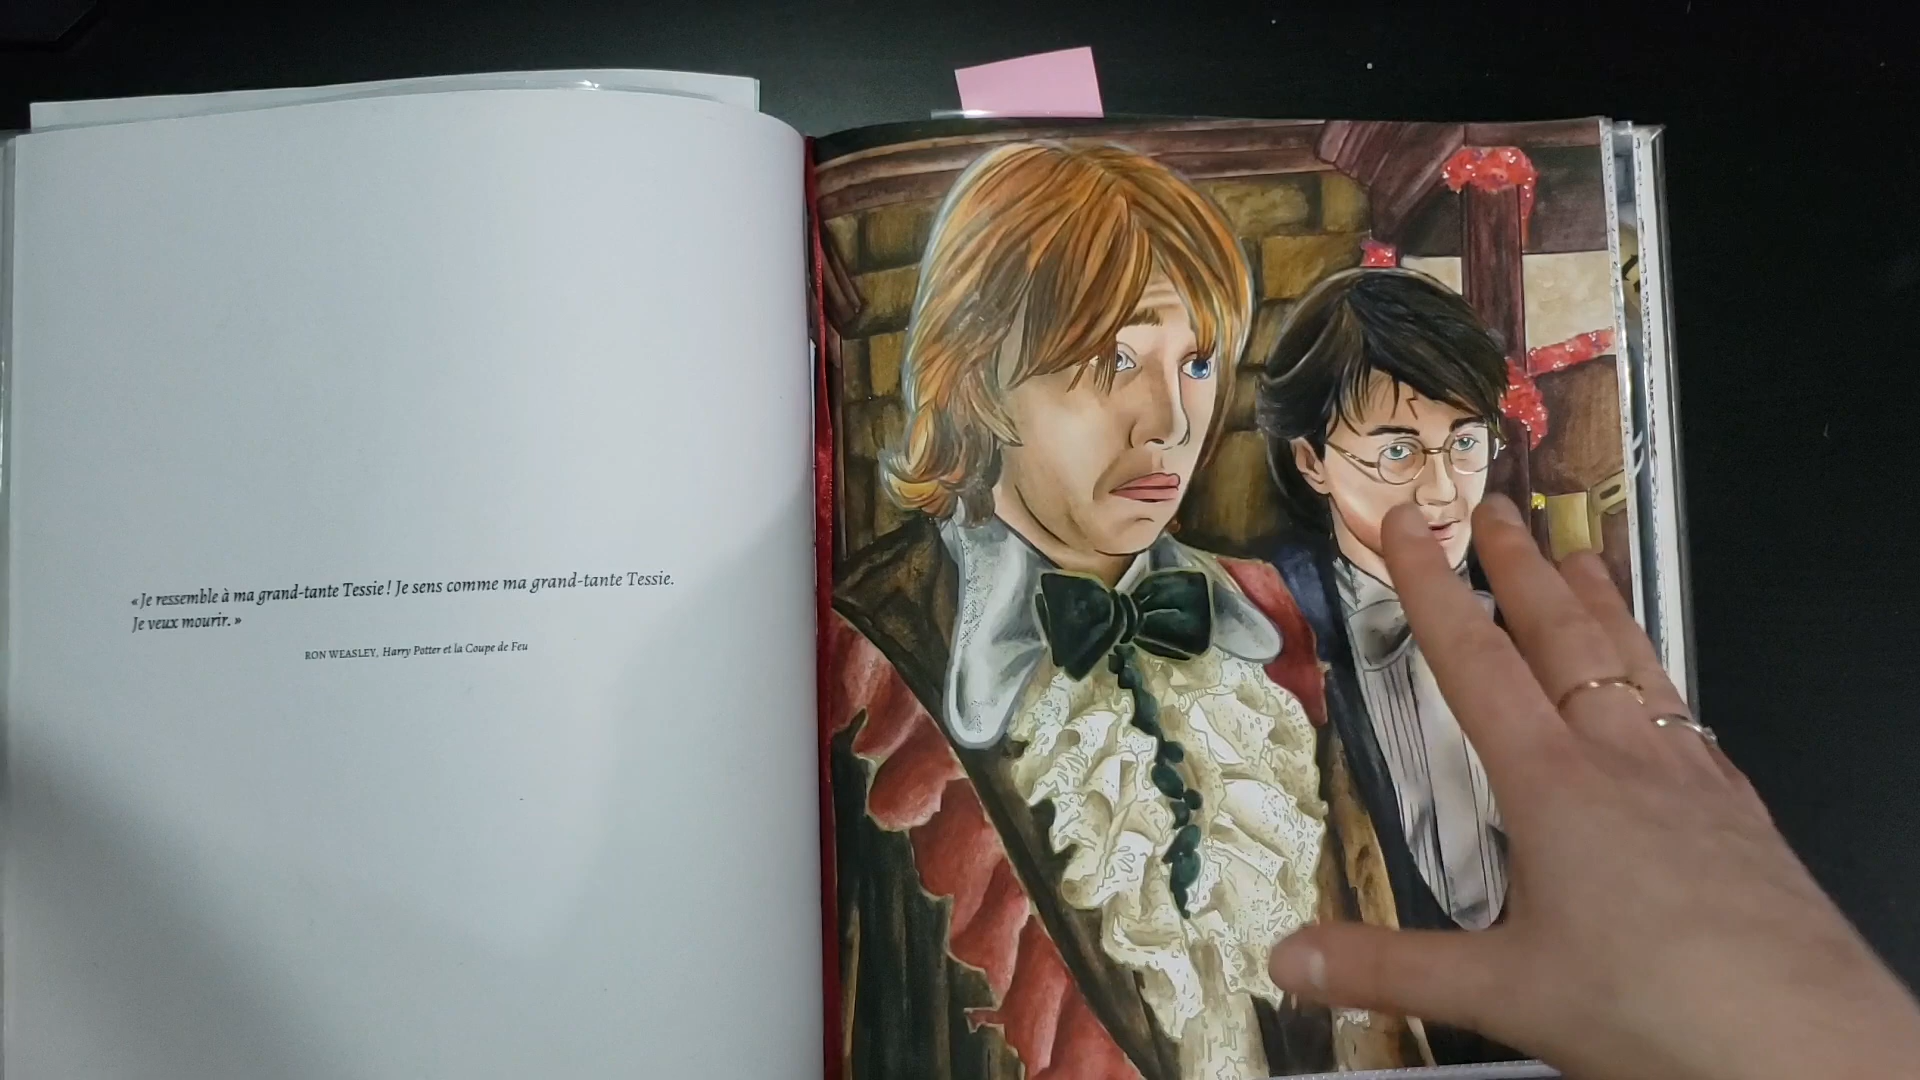 «Je ressemble à ma grand-tante Tessie ! Je sens comme ma grand-tante Tessie.
Je veux mourir. »
RON WEASLEY, Harry Potter et la Coupe de Feu